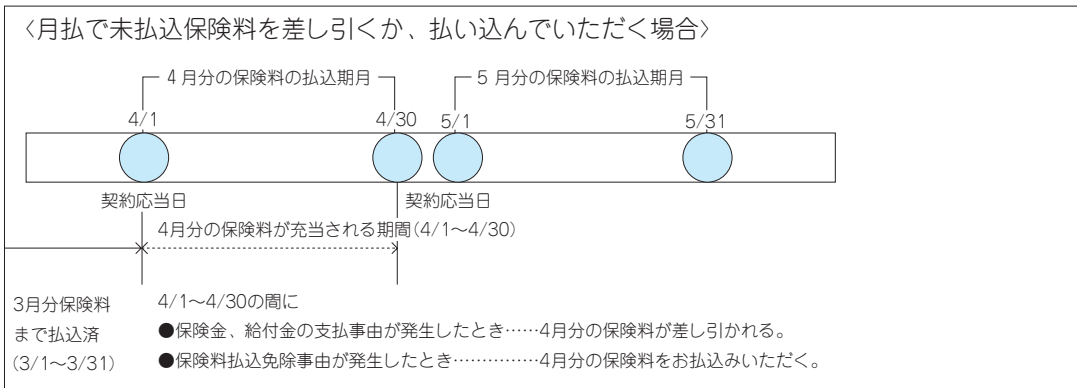 〈月払で未払込保険料を差し引くか、払い込んでいただく場合〉
4月分の保険料の払込期月
5月分の保険料の払込期月
4/1
4/30
5/1
5/31
契約応当日
契約応当日
4月分の保険料が充当される期間(4/1〜4/30)
3月分保険料
まで払込済
(3/1〜3/31)
4/1〜4/30の間に
●保険金、給付金の支払事由が発生したとき……4月分の保険料が差し引かれる。
●保険料払込免除事由が発生したとき……………4月分の保険料をお払込みいただく。